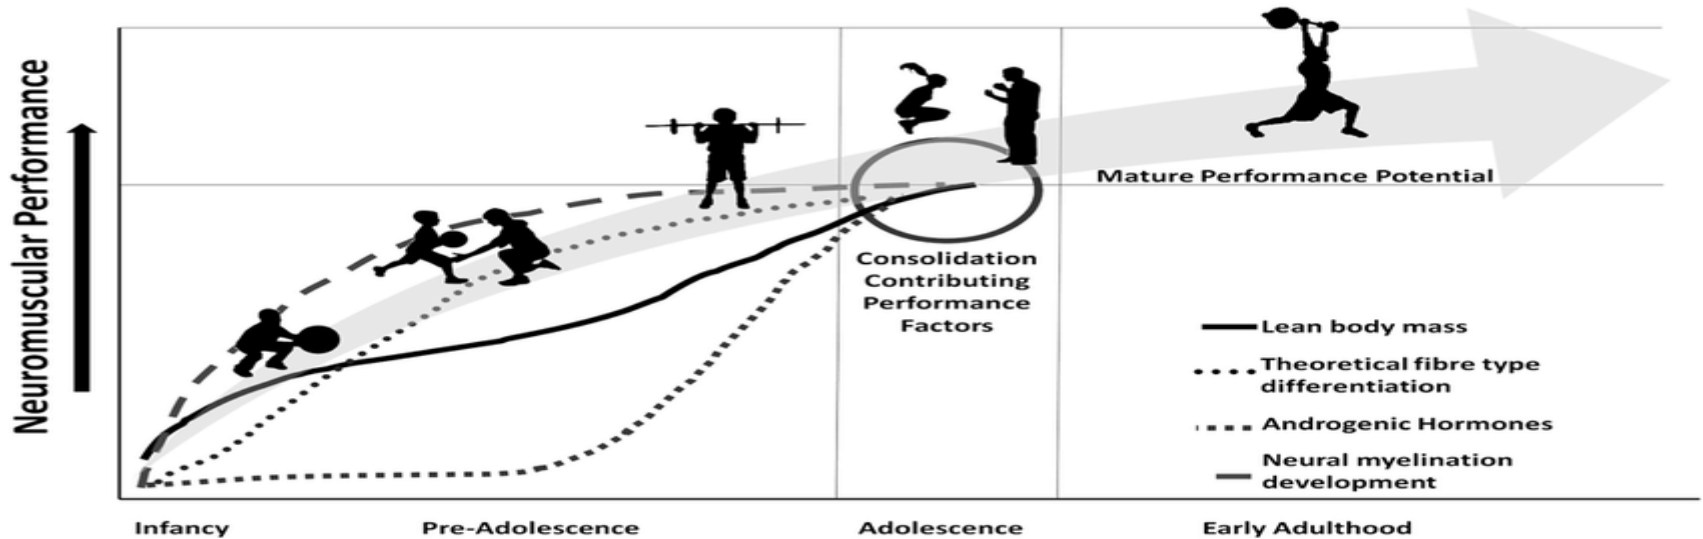 Neuromuscular Performance
Mature Performance Potential
Consolidation
Contributing
Performance
Factors
Lean body mass
Theoretical fibre type
differentiation
Androgenic Hormones
Neural myelination
development
Infancy
Pre-Adolescence
Adolescence
Early Adulthood